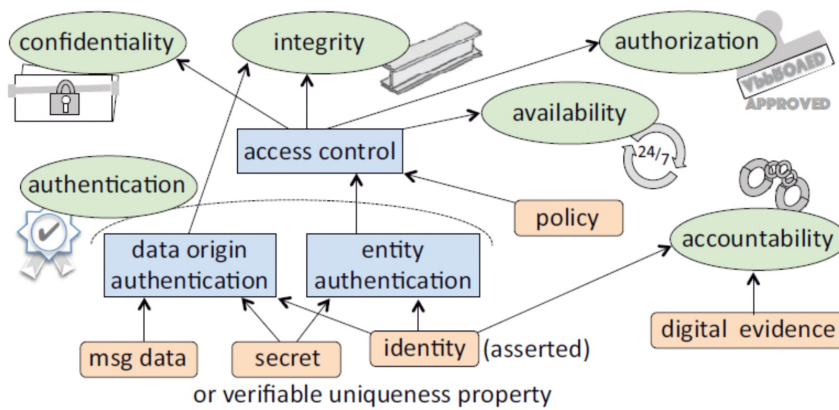 confidentiality
integrity
authorization
APPROVED
APPROVED
availability
24/7
access control
authentication
policy
accountability
data origin
authentication
entity
authentication
digital evidence
msg data
secret
identity (asserted)
or verifiable uniqueness property